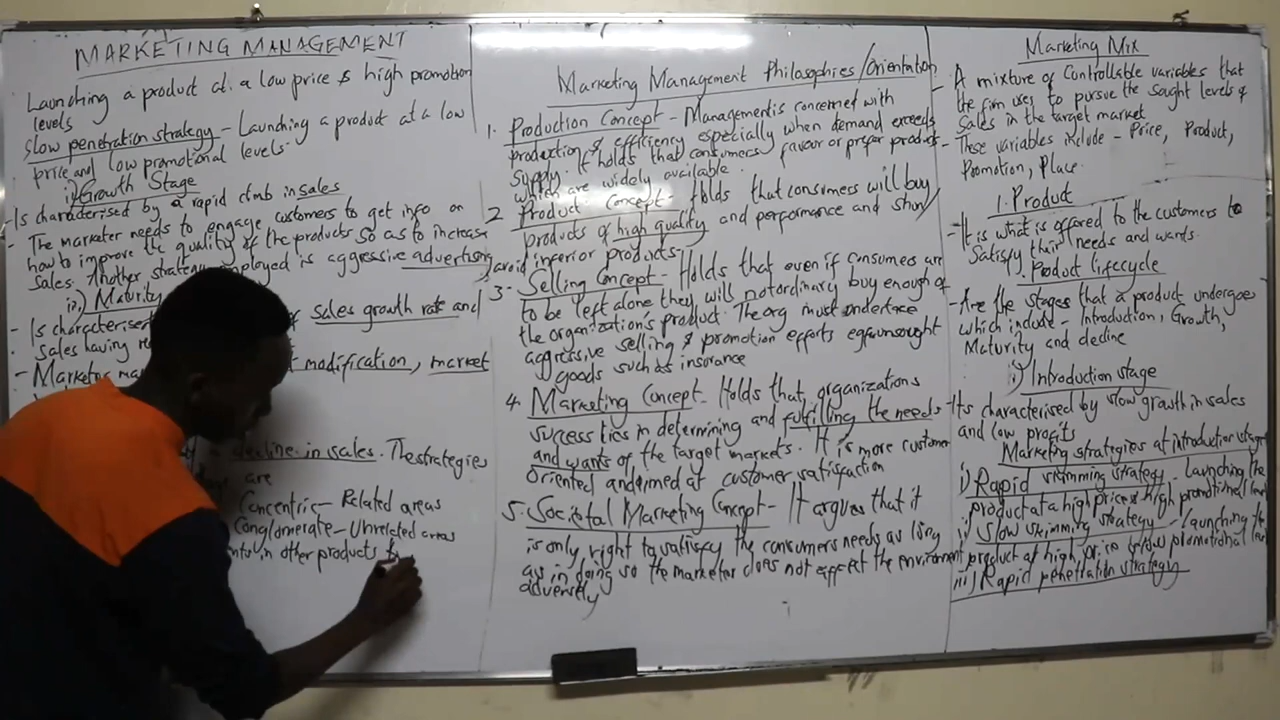 MARKETING MANAGEMENT
Launching a product at a low price & high promotion
levels
Slow penetration strategy - Launching a product at a low
price and low promotional levels.
ii) Growth Stage
- Is characterised by a rapid climb in sales
- The marketer needs to engage customers to get info on
how to improve the quality of the products so as to increase
Sales. Another strategy employed is aggressive advertising
iii) Maturity
- Is characterised of sales growth rate and
Sales having
- Marketing modification, market
decline in sales. The strategies
are
Concentric - Related areas
Conglomerate - Unrelated areas
in other products
Marketing Management Philosophies/Orientation
1. Production Concept - Management is concerned with
production & efficiency especially when demand exceeds
supply. It holds that consumers favour or prefer products
which are widely available.
2 Product Concept - Holds that consumers will buy
products of high quality and performance and shun/
avoid inferior products.
3- Selling Concept - Holds that even if consumers are
to be left alone they will not ordinary buy enough of
the organization's product. The org must undertake
aggressive selling & promotion efforts eg unsought
goods such as insurance
4. Marketing Concept - Holds that, organizations
success lies in determining and fulfilling the needs
and wants of the target markets. It is more customer
oriented and aimed at customer satisfaction
5. Societal Marketing Concept - It argues that it
is only right to satisfy the consumers needs as long
as in doing so the marketer does not affect the environment
adversely
Marketing Mix
- A mixture of Controllable variables that
the firm uses to pursue the sought levels of
Sales in the target market
- These variables include - Price, Product,
Promotion, Place.
1. Product
- It is what is offered to the customers to
Satisfy their needs and wants.
Product lifecycle
- Are the stages that a product undergoes
which include - Introduction, Growth,
Maturity and decline
i) Introduction stage
- Its characterised by slow growth in sales
and low profits
Marketing strategies at introduction stage
i) Rapid skimming strategy - Launching the
product at a high price & high promotional level
ii) Slow skimming strategy - Launching the
product at high price & low promotional level
iii) Rapid penetration strategy